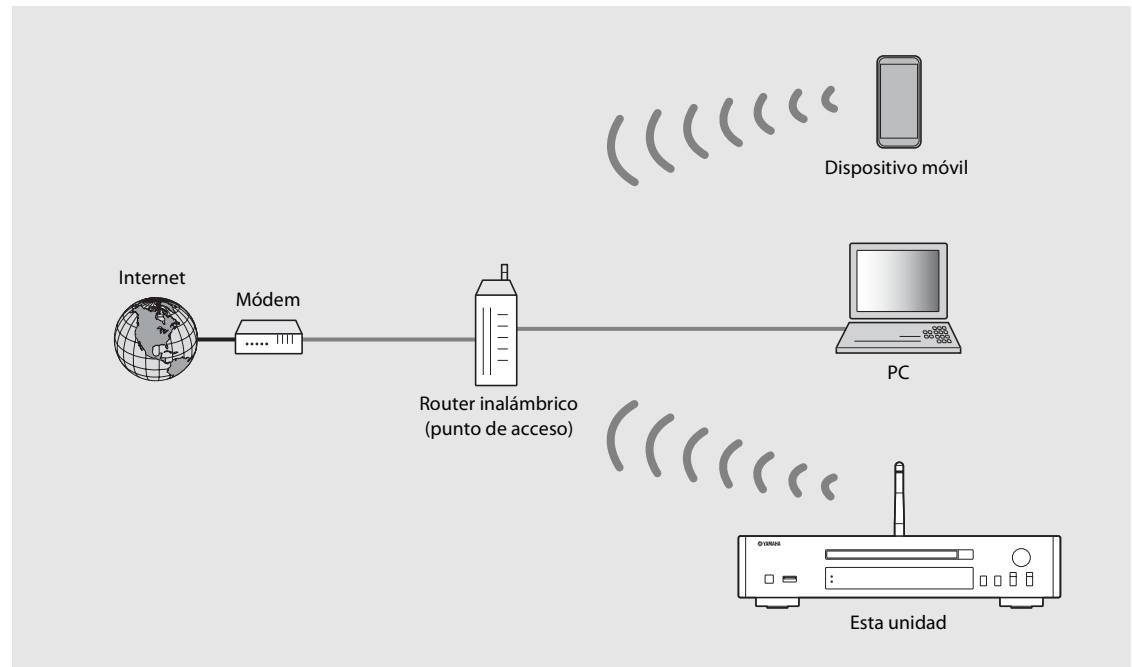 Dispositivo móvil
Internet
Módem
Router inalámbrico
(punto de acceso)
PC
YAMAHA
Esta unidad